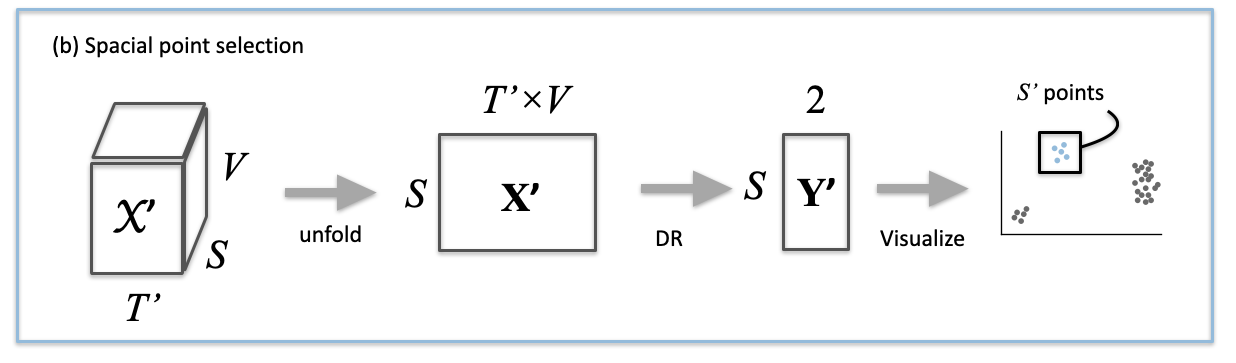 (b) Spacial point selection
𝒳’
V
S
T’
unfold
T’×V
S
X’
DR
2
S
Y’
Visualize
S’ points